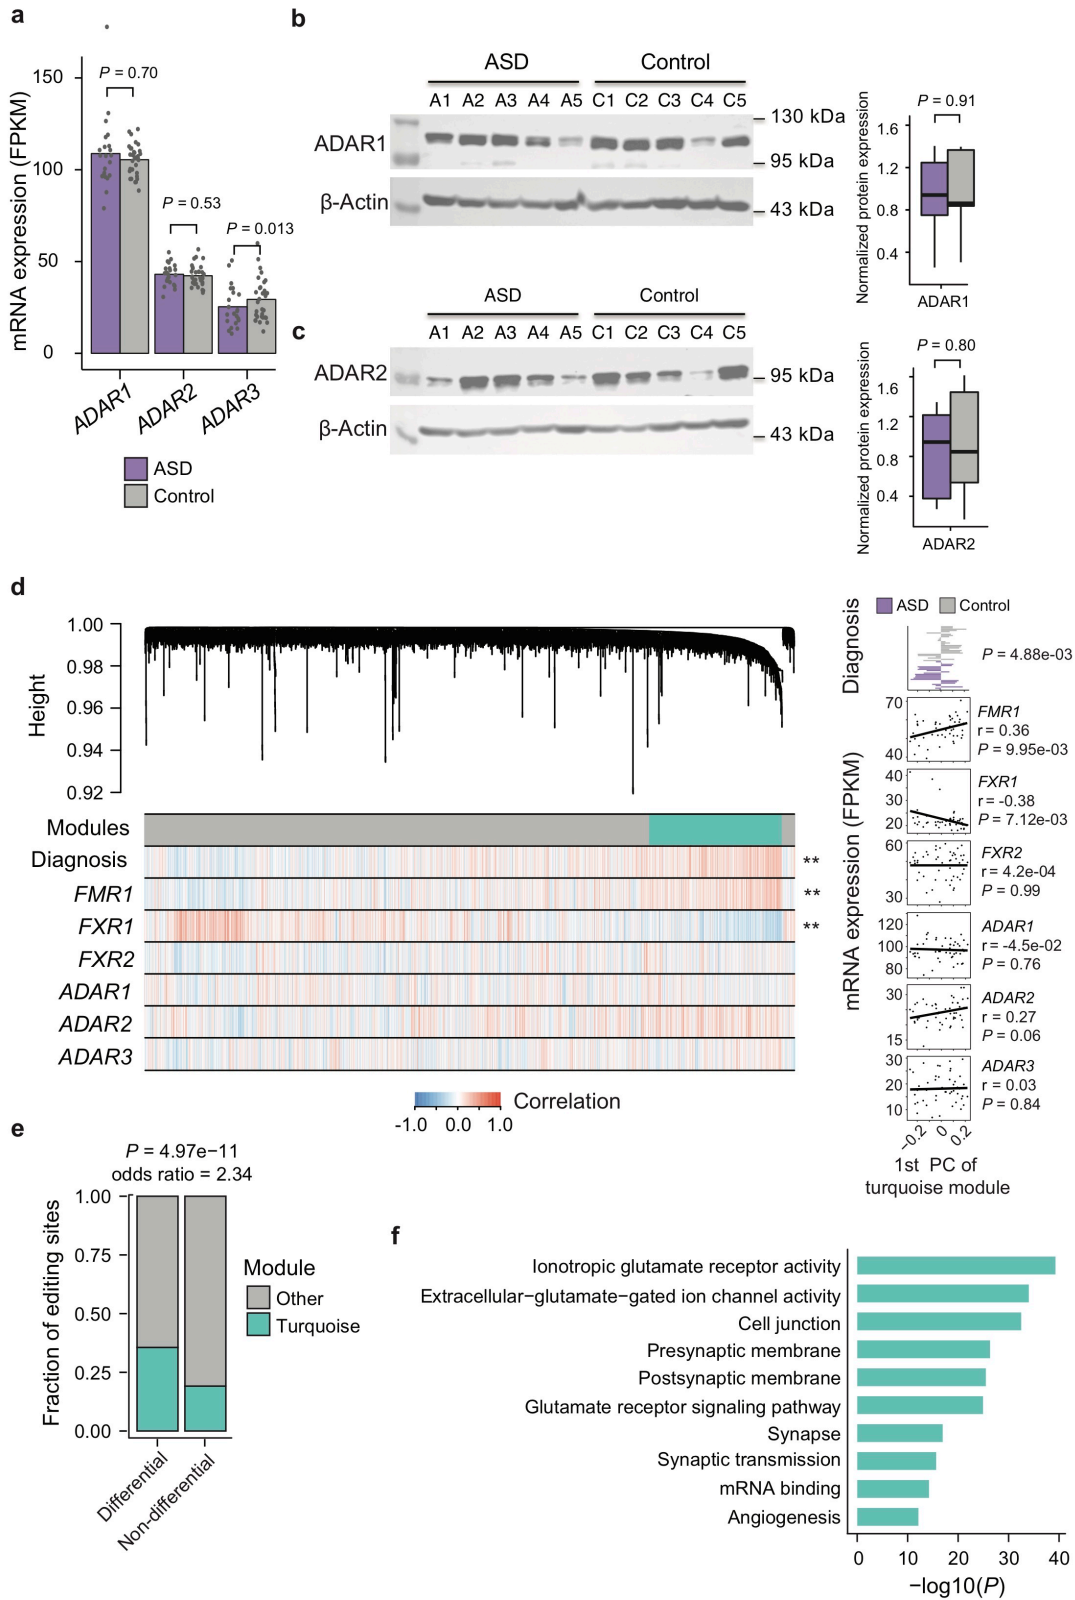 a
mRNA expression (FPKM)
150
100
50
0
P = 0.70
P = 0.53
P = 0.013
ADAR1
ADAR2
ADAR3
ASD
Control
b
ASD
Control
A1 A2 A3 A4 A5 C1 C2 C3 C4 C5
ADAR1
130 kDa
95 kDa
β-Actin
43 kDa
Normalized protein expression
P = 0.91
1.6
1.2
0.8
0.4
ADAR1
c
ASD
Control
A1 A2 A3 A4 A5 C1 C2 C3 C4 C5
ADAR2
95 kDa
β-Actin
43 kDa
Normalized protein expression
P = 0.80
1.6
1.2
0.8
0.4
ADAR2
d
Height
1.00
0.98
0.96
0.94
0.92
Modules
Diagnosis
**
FMR1
**
FXR1
**
FXR2
ADAR1
ADAR2
ADAR3
-1.0 0.0 1.0
Correlation
ASD
Control
Diagnosis
P = 4.88e-03
mRNA expression (FPKM)
70
40
FMR1
r = 0.36
P = 9.95e-03
40
30
20
FXR1
r = -0.38
P = 7.12e-03
60
30
FXR2
r = 4.2e-04
P = 0.99
120
100
80
ADAR1
r = -4.5e-02
P = 0.76
30
15
ADAR2
r = 0.27
P = 0.06
30
20
10
ADAR3
r = 0.03
P = 0.84
−0.2 0 0.2
1st PC of
turquoise module
e
P = 4.97e−11
odds ratio = 2.34
Fraction of editing sites
1.00
0.75
0.50
0.25
0.00
Differential
Non-differential
Module
Other
Turquoise
f
Ionotropic glutamate receptor activity
Extracellular−glutamate−gated ion channel activity
Cell junction
Presynaptic membrane
Postsynaptic membrane
Glutamate receptor signaling pathway
Synapse
Synaptic transmission
mRNA binding
Angiogenesis
0 10 20 30 40
−log10(P)